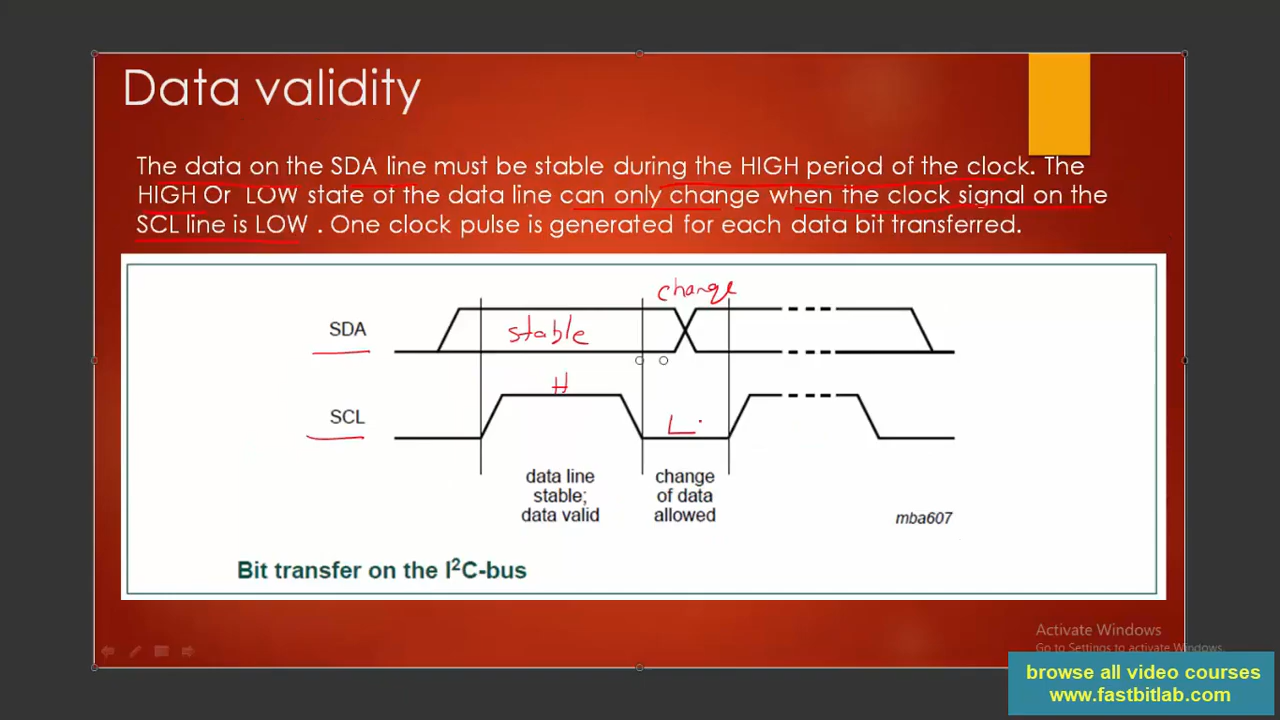 Data validity
The data on the SDA line must be stable during the HIGH period of the clock. The
HIGH Or LOW state of the data line can only change when the clock signal on the
SCL line is LOW . One clock pulse is generated for each data bit transferred.
change
SDA
stable
H
SCL
L
data line
stable;
data valid
change
of data
allowed
mba607
Bit transfer on the I²C-bus
Activate Windows
Go to Settings to activate Windows.
browse all video courses
www.fastbitlab.com